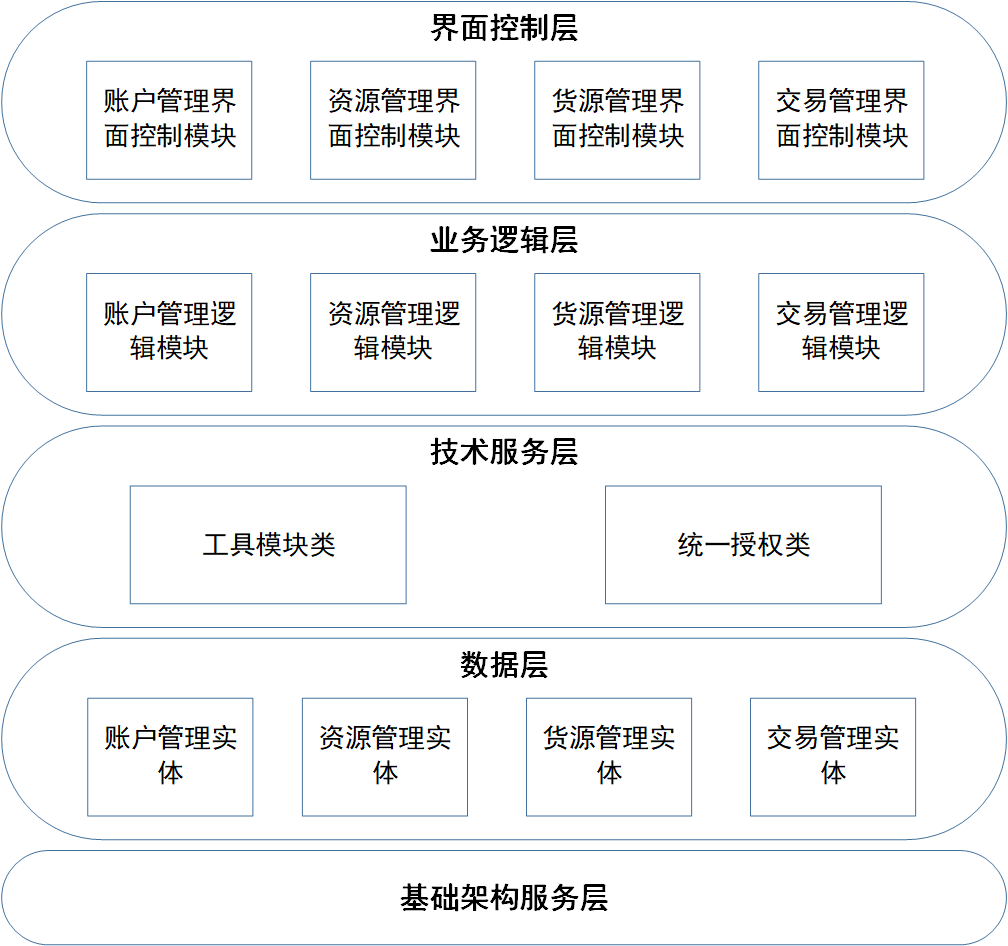 界面控制层
账户管理界
面控制模块
资源管理界
面控制模块
货源管理界
面控制模块
交易管理界
面控制模块
业务逻辑层
账户管理逻
辑模块
资源管理逻
辑模块
货源管理逻
辑模块
交易管理逻
辑模块
技术服务层
工具模块类
统一授权类
数据层
账户管理实
体
资源管理实
体
货源管理实
体
交易管理实
体
基础架构服务层